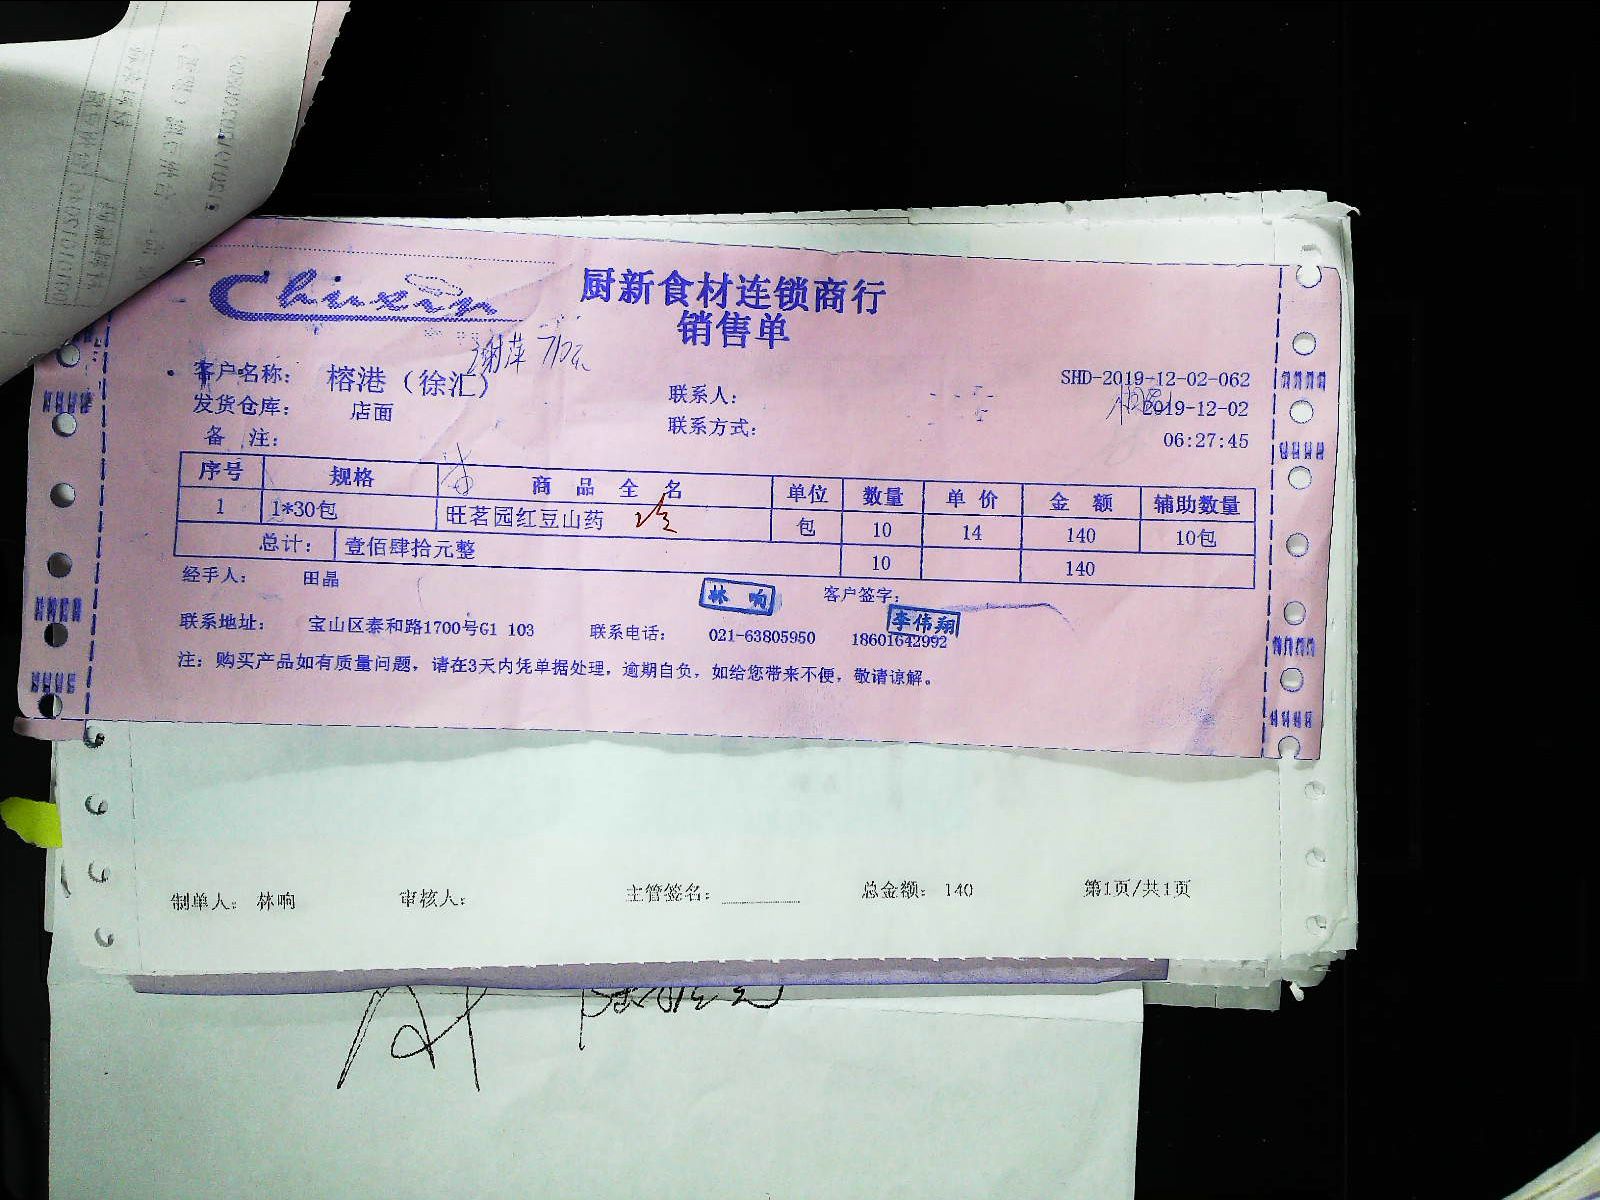 Chuxin
厨新食材连锁商行
销售单
客户名称： 榕港（徐汇）
谢萍
联系人： SHD-2019-12-02-062
发货仓库： 店面
联系方式： 2019-12-02
备 注： 06:27:45
序号 规格 商 品 全 名 单位 数量 单 价 金 额 辅助数量
1 1*30包 旺茗园红豆山药 包 10 14 140 10包
总计： 壹佰肆拾元整 10 140
经手人： 田晶 林 响 客户签字：
李伟翔
联系地址： 宝山区泰和路1700号G1 103 联系电话： 021-63805950 18601642992
注：购买产品如有质量问题，请在3天内凭单据处理，逾期自负，如给您带来不便，敬请谅解。
制单人： 林响 审核人： 主管签名： 总金额： 140 第1页/共1页